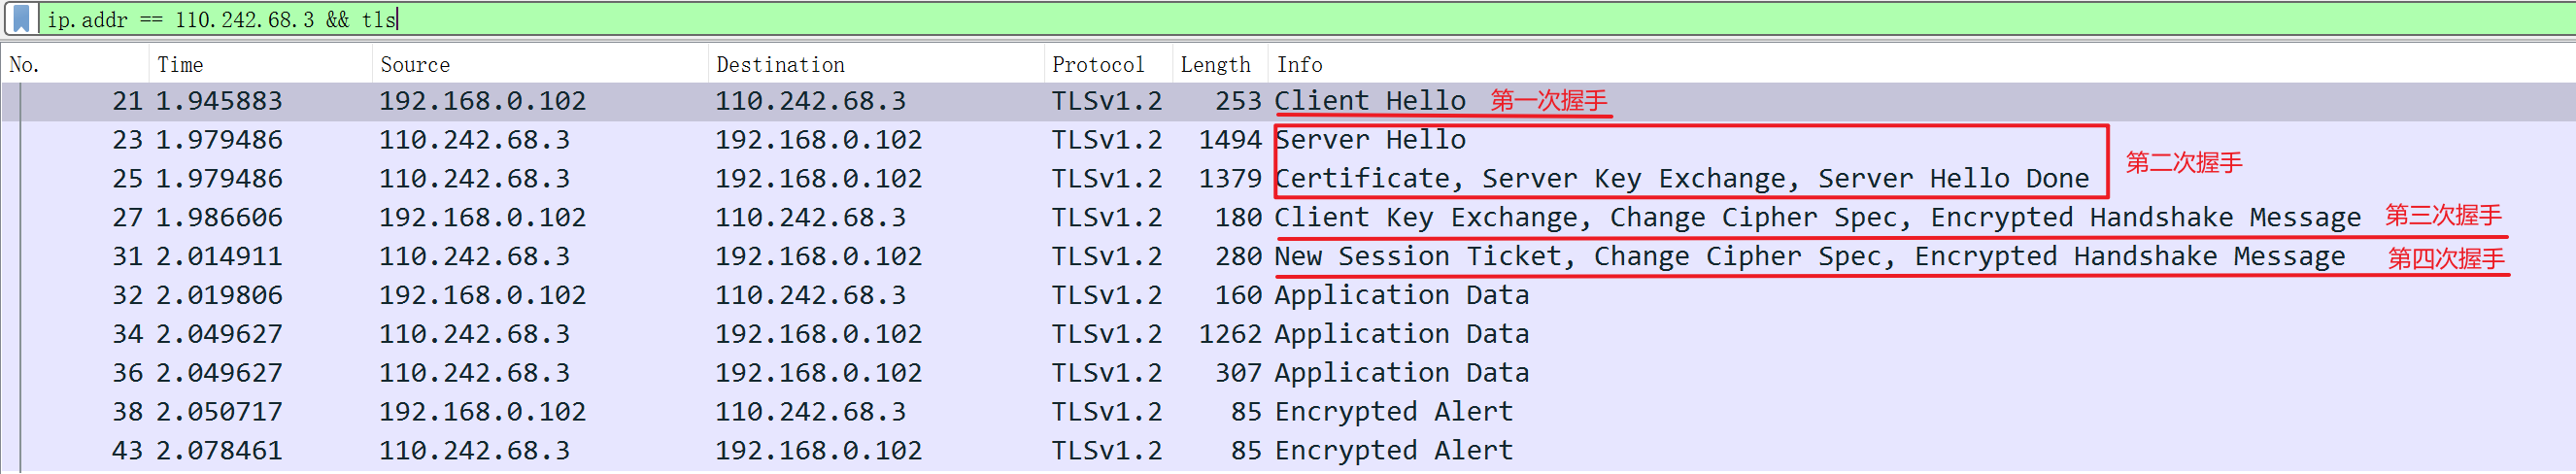 ip.addr == 110.242.68.3 && tls
No. Time Source Destination Protocol Length Info
21 1.945883 192.168.0.102 110.242.68.3 TLSv1.2 253 Client Hello 第一次握手
23 1.979486 110.242.68.3 192.168.0.102 TLSv1.2 1494 Server Hello
第二次握手
25 1.979486 110.242.68.3 192.168.0.102 TLSv1.2 1379 Certificate, Server Key Exchange, Server Hello Done
27 1.986606 192.168.0.102 110.242.68.3 TLSv1.2 180 Client Key Exchange, Change Cipher Spec, Encrypted Handshake Message 第三次握手
31 2.014911 110.242.68.3 192.168.0.102 TLSv1.2 280 New Session Ticket, Change Cipher Spec, Encrypted Handshake Message 第四次握手
32 2.019806 192.168.0.102 110.242.68.3 TLSv1.2 160 Application Data
34 2.049627 110.242.68.3 192.168.0.102 TLSv1.2 1262 Application Data
36 2.049627 110.242.68.3 192.168.0.102 TLSv1.2 307 Application Data
38 2.050717 192.168.0.102 110.242.68.3 TLSv1.2 85 Encrypted Alert
43 2.078461 110.242.68.3 192.168.0.102 TLSv1.2 85 Encrypted Alert